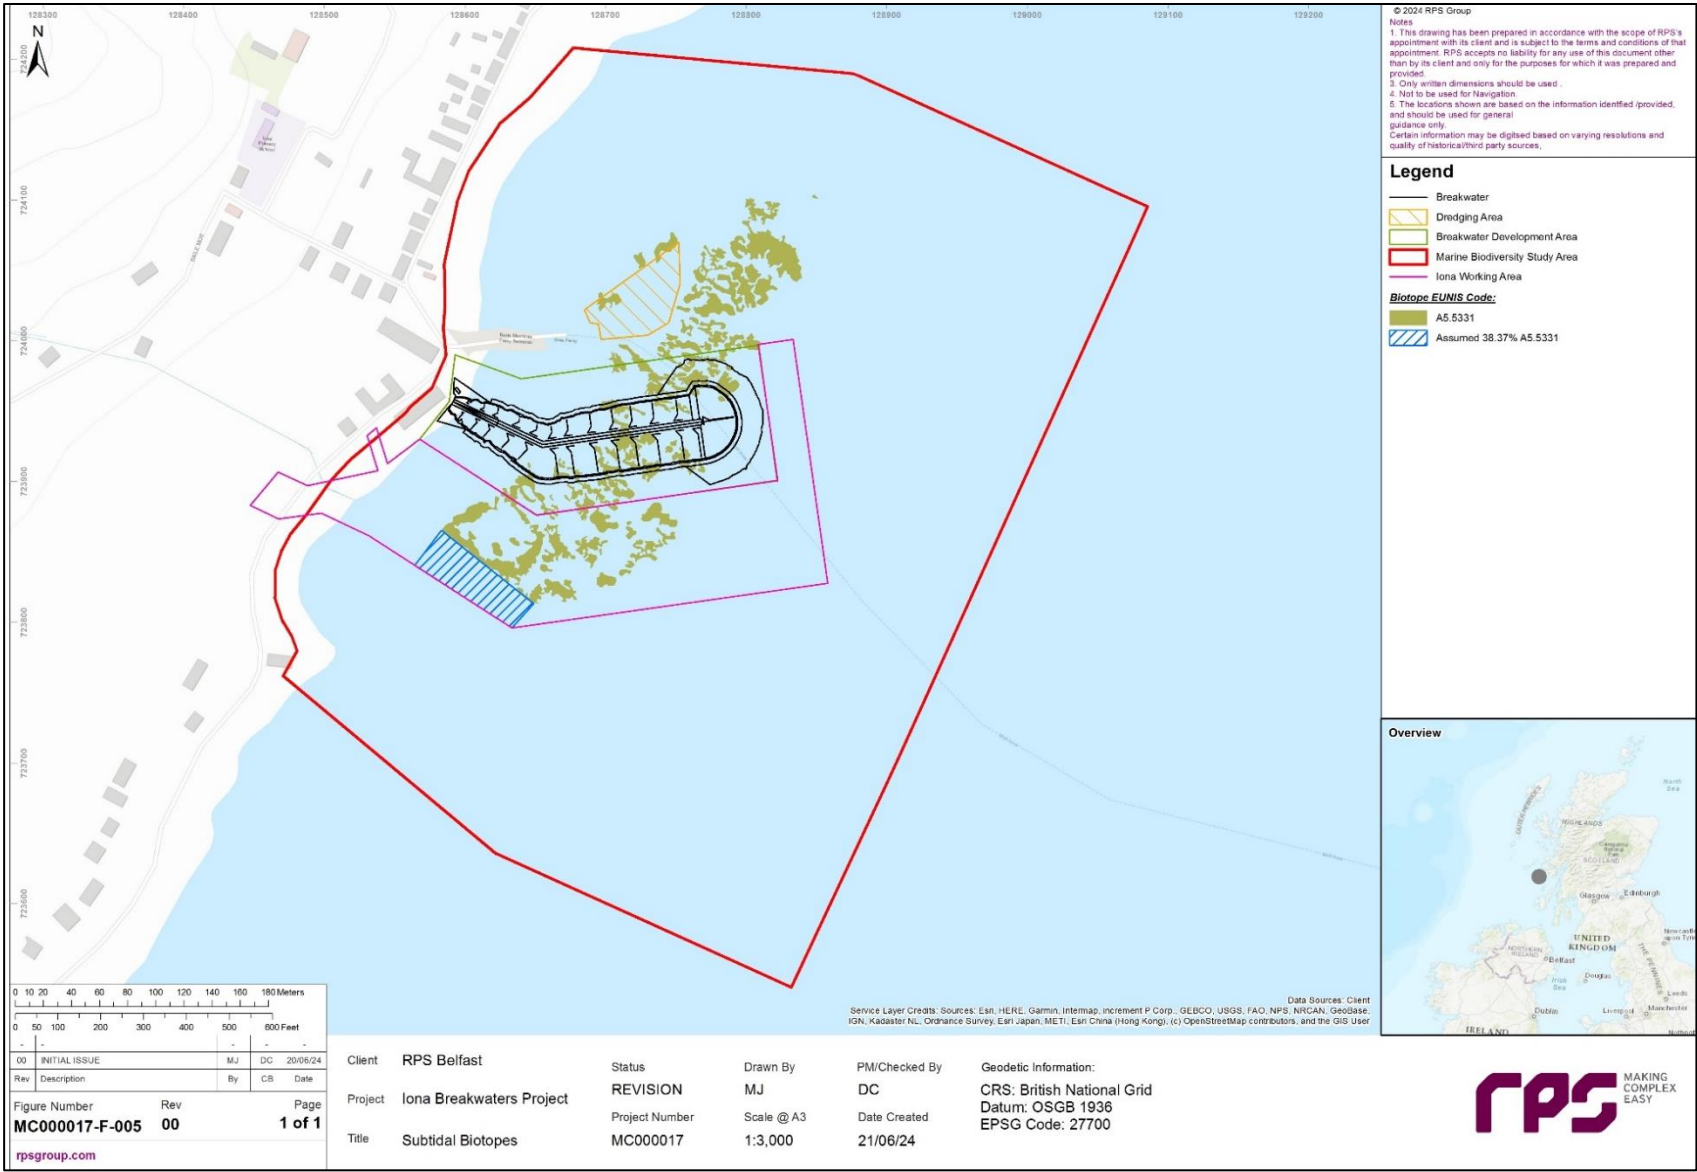 128300 128400 128500 128600 128700 128800 128900 129000 129100 129200
N
724200
724100
724000
723900
723800
723700
723600
© 2024 RPS Group
Notes
1. This drawing has been prepared in accordance with the scope of RPS's
appointment with its client and is subject to the terms and conditions of that
appointment. RPS accepts no liability for any use of this document other
than by its client and only for the purposes for which it was prepared and
provided.
3. Only written dimensions should be used .
4. Not to be used for Navigation.
5. The locations shown are based on the information identfied /provided,
and should be used for general
guidance only.
Certain information may be digitised based on varying resolutions and
quality of historical/third party sources,
Legend
Breakwater
Dredging Area
Breakwater Development Area
Marine Biodiversity Study Area
Iona Working Area
Biotope EUNIS Code:
A5.5331
Assumed 38.37% A5.5331
Overview
North
Sea
OUTER HEBRIDES
HIGHLANDS
SCOTLAND
Glasgow
Edinburgh
UNITED
KINGDOM
NORTHERN
IRELAND
Belfast
THE PENNINES
Douglas
Irish
Sea
Leeds
Dublin
Liverpool
Manchester
IRELAND
Data Sources: Client
Service Layer Credits: Sources: Esri, HERE, Garmin, Intermap, increment P Corp., GEBCO, USGS, FAO, NPS, NRCAN, GeoBase,
IGN, Kadaster NL, Ordnance Survey, Esri Japan, METI, Esri China (Hong Kong), (c) OpenStreetMap contributors, and the GIS User
0 10 20 40 60 80 100 120 140 160 180 Meters
0 50 100 200 300 400 500 600 Feet
- - - - -
00 INITIAL ISSUE MJ DC 20/06/24
Rev Description By CB Date
Figure Number Rev Page
MC000017-F-005 00 1 of 1
rpsgroup.com
Client RPS Belfast
Project Iona Breakwaters Project
Title Subtidal Biotopes
Status Drawn By PM/Checked By
REVISION MJ DC
Project Number Scale @ A3 Date Created
MC000017 1:3,000 21/06/24
Geodetic Information:
CRS: British National Grid
Datum: OSGB 1936
EPSG Code: 27700
rps
MAKING
COMPLEX
EASY